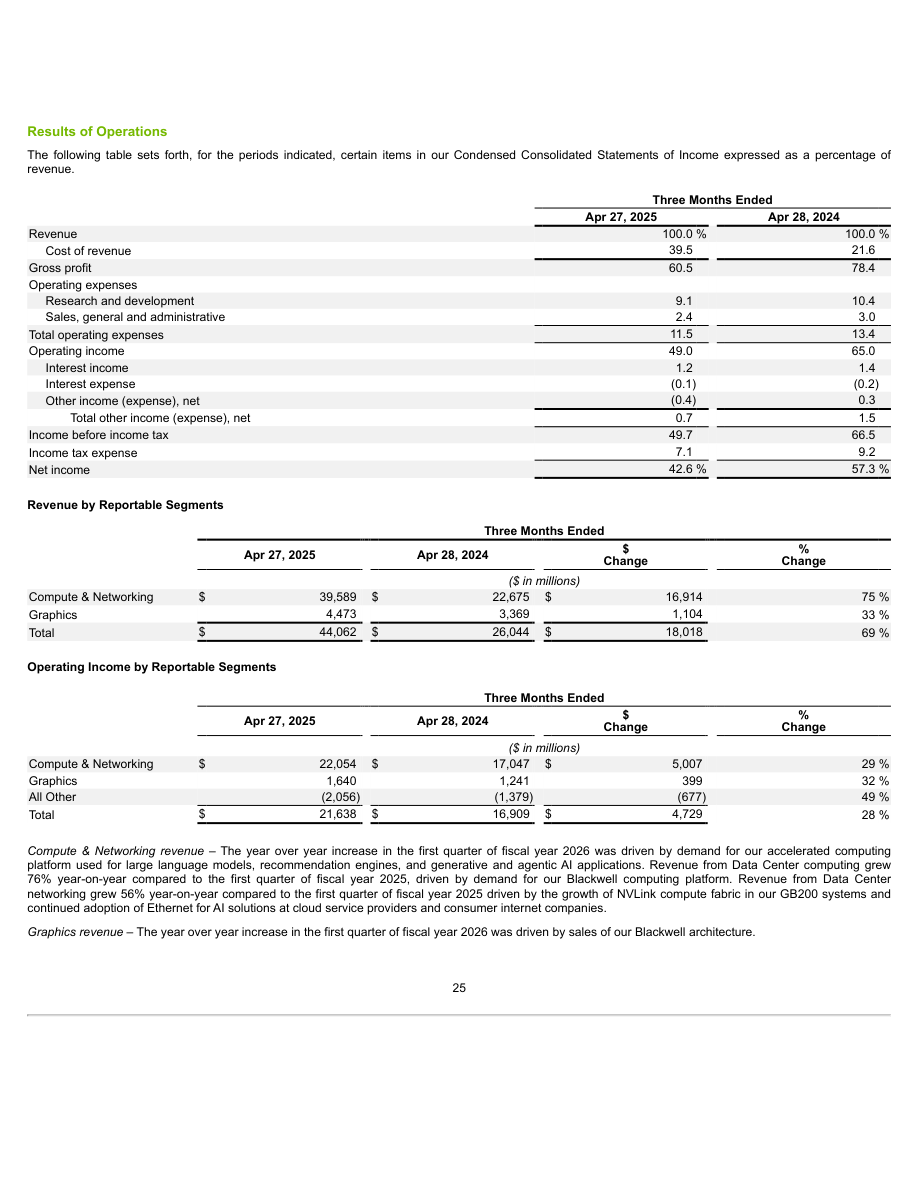 Results of Operations
The following table sets forth, for the periods indicated, certain items in our Condensed Consolidated Statements of Income expressed as a percentage of
revenue.
Three Months Ended
Apr 27, 2025 Apr 28, 2024
Revenue 100.0 % 100.0 %
Cost of revenue 39.5 21.6
Gross profit 60.5 78.4
Operating expenses
Research and development 9.1 10.4
Sales, general and administrative 2.4 3.0
Total operating expenses 11.5 13.4
Operating income 49.0 65.0
Interest income 1.2 1.4
Interest expense (0.1) (0.2)
Other income (expense), net (0.4) 0.3
Total other income (expense), net 0.7 1.5
Income before income tax 49.7 66.5
Income tax expense 7.1 9.2
Net income 42.6 % 57.3 %
Revenue by Reportable Segments
Three Months Ended
Apr 27, 2025 Apr 28, 2024 $ Change % Change
($ in millions)
Compute & Networking $ 39,589 $ 22,675 $ 16,914 75 %
Graphics 4,473 3,369 1,104 33 %
Total $ 44,062 $ 26,044 $ 18,018 69 %
Operating Income by Reportable Segments
Three Months Ended
Apr 27, 2025 Apr 28, 2024 $ Change % Change
($ in millions)
Compute & Networking $ 22,054 $ 17,047 $ 5,007 29 %
Graphics 1,640 1,241 399 32 %
All Other (2,056) (1,379) (677) 49 %
Total $ 21,638 $ 16,909 $ 4,729 28 %
Compute & Networking revenue – The year over year increase in the first quarter of fiscal year 2026 was driven by demand for our accelerated computing
platform used for large language models, recommendation engines, and generative and agentic AI applications. Revenue from Data Center computing grew
76% year-on-year compared to the first quarter of fiscal year 2025, driven by demand for our Blackwell computing platform. Revenue from Data Center
networking grew 56% year-on-year compared to the first quarter of fiscal year 2025 driven by the growth of NVLink compute fabric in our GB200 systems and
continued adoption of Ethernet for AI solutions at cloud service providers and consumer internet companies.
Graphics revenue – The year over year increase in the first quarter of fiscal year 2026 was driven by sales of our Blackwell architecture.
25